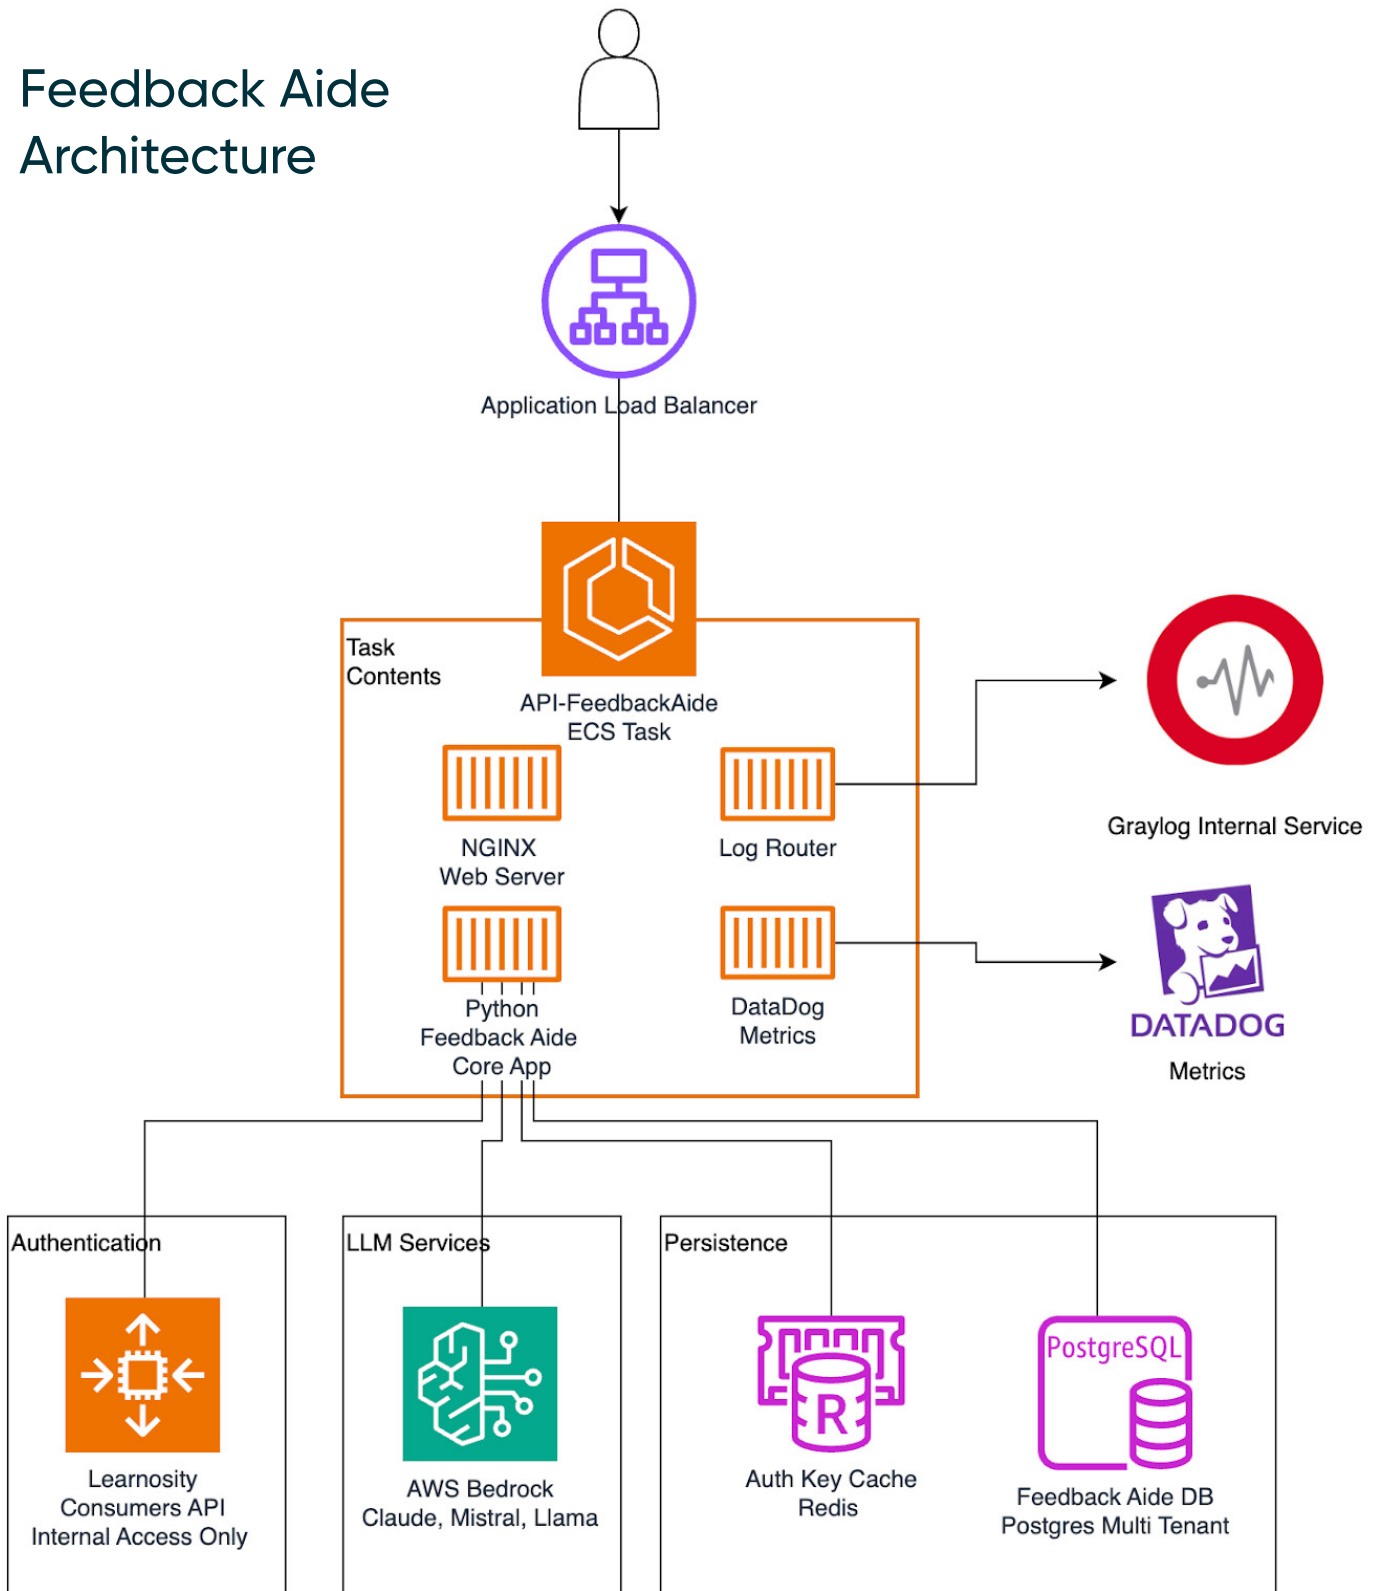 Feedback Aide
Architecture
Application Load Balancer
Task
Contents
API-FeedbackAide
ECS Task
NGINX
Web Server
Log Router
Graylog Internal Service
Python
Feedback Aide
Core App
DataDog
Metrics
DATADOG
Metrics
Authentication
LLM Services
Persistence
Learnosity
Consumers API
Internal Access Only
AWS Bedrock
Claude, Mistral, Llama
R
Auth Key Cache
Redis
PostgreSQL
Feedback Aide DB
Postgres Multi Tenant